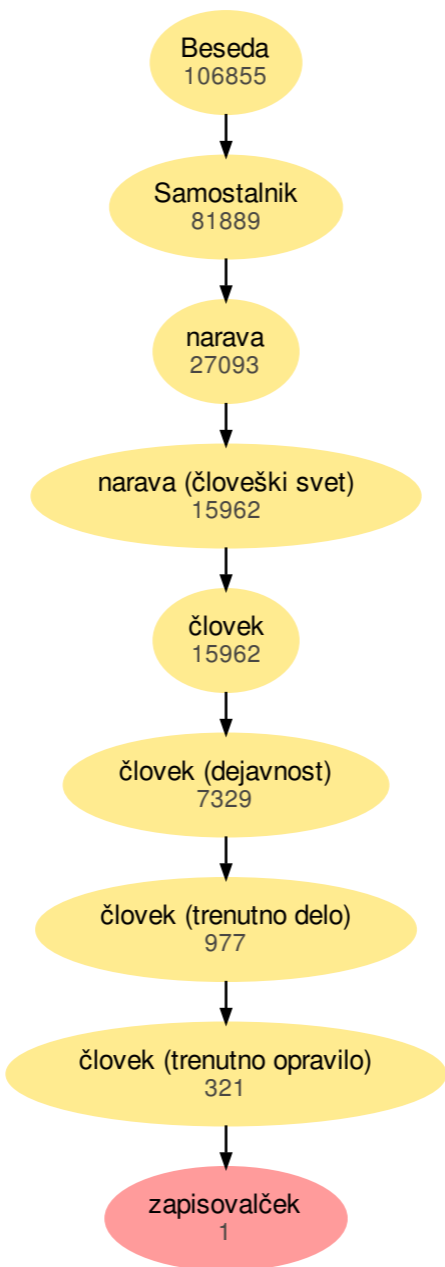 Beseda
106855
Samostalnik
81889
narava
27093
narava (človeški svet)
15962
človek
15962
človek (dejavnost)
7329
človek (trenutno delo)
977
človek (trenutno opravilo)
321
zapisovalček
1